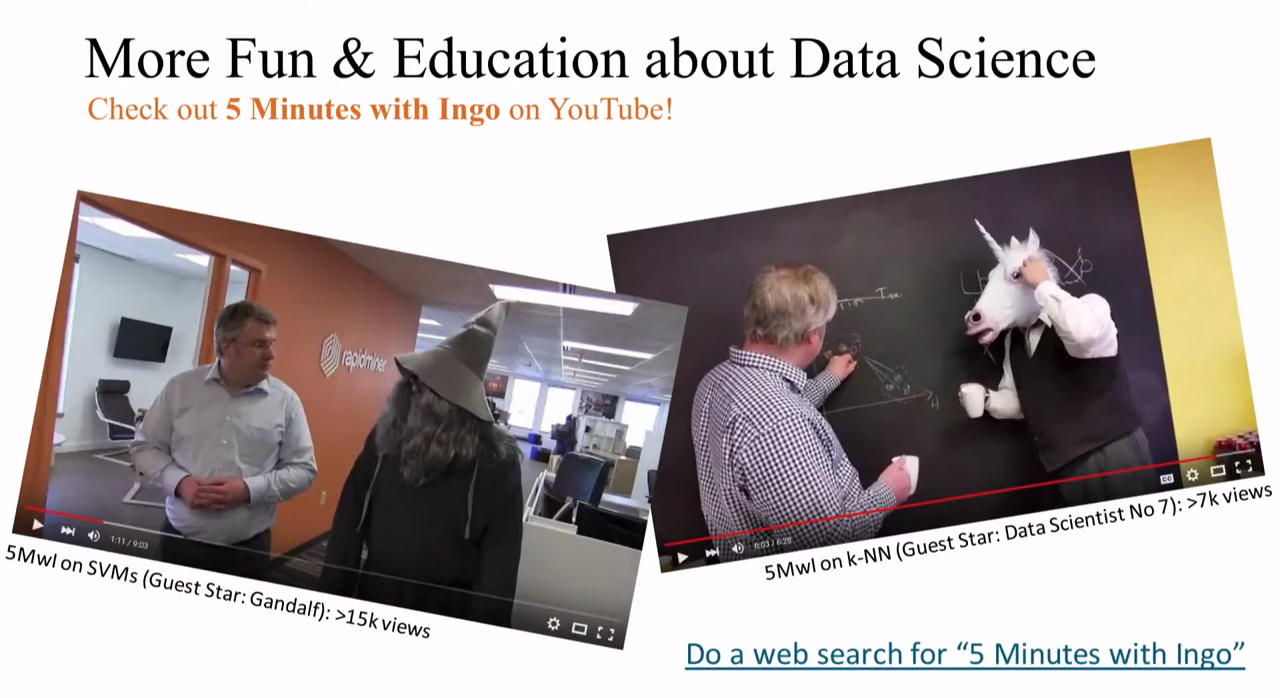 More Fun & Education about Data Science
Check out 5 Minutes with Ingo on YouTube!
rapidminer
1:11 / 9:03
5MwI on SVMs (Guest Star: Gandalf): >15k views
H
CC
6:03 / 6:26
5MwI on k-NN (Guest Star: Data Scientist No 7): >7k views
Do a web search for “5 Minutes with Ingo”